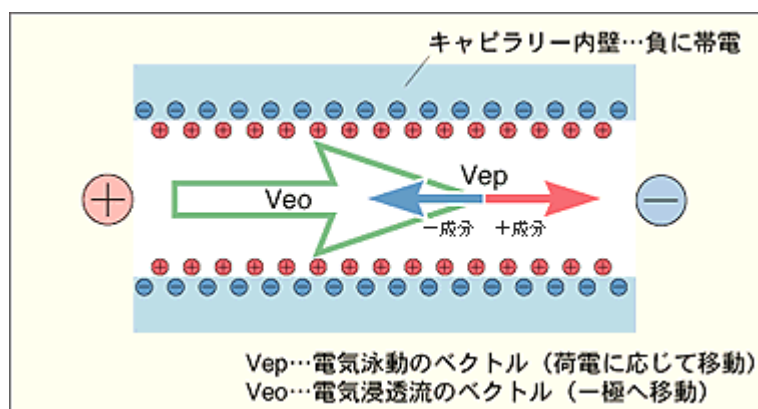 キャピラリー内壁…負に帯電
Vep
Veo
－成分 ＋成分
Vep…電気泳動のベクトル（荷電に応じて移動）
Veo…電気浸透流のベクトル（－極へ移動）